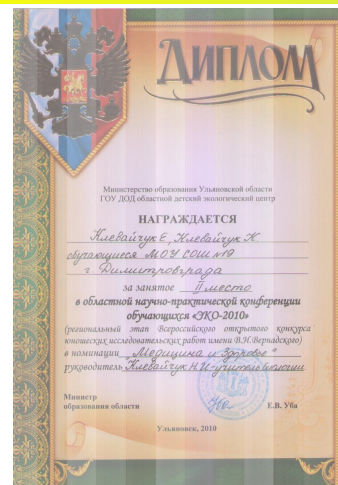 ДИПЛОМ
Министерство образования Ульяновской области
ГОУ ДОД областной детский экологический центр
НАГРАЖДАЕТСЯ
Клевайчук Е, Клевайчук К.
обучающиеся МОУ СОШ №19
г. Димитровграда
за занятое II место
в областной научно-практической конференции
обучающихся «ЭКО-2010»
(региональный этап Всероссийского открытого конкурса
юношеских исследовательских работ имени В.И.Вернадского)
в номинации „Медицина и Здоровье"
руководитель Клевайчук Н.И-учитель биологии
Министр
образования области
Е.В. Уба
Ульяновск, 2010